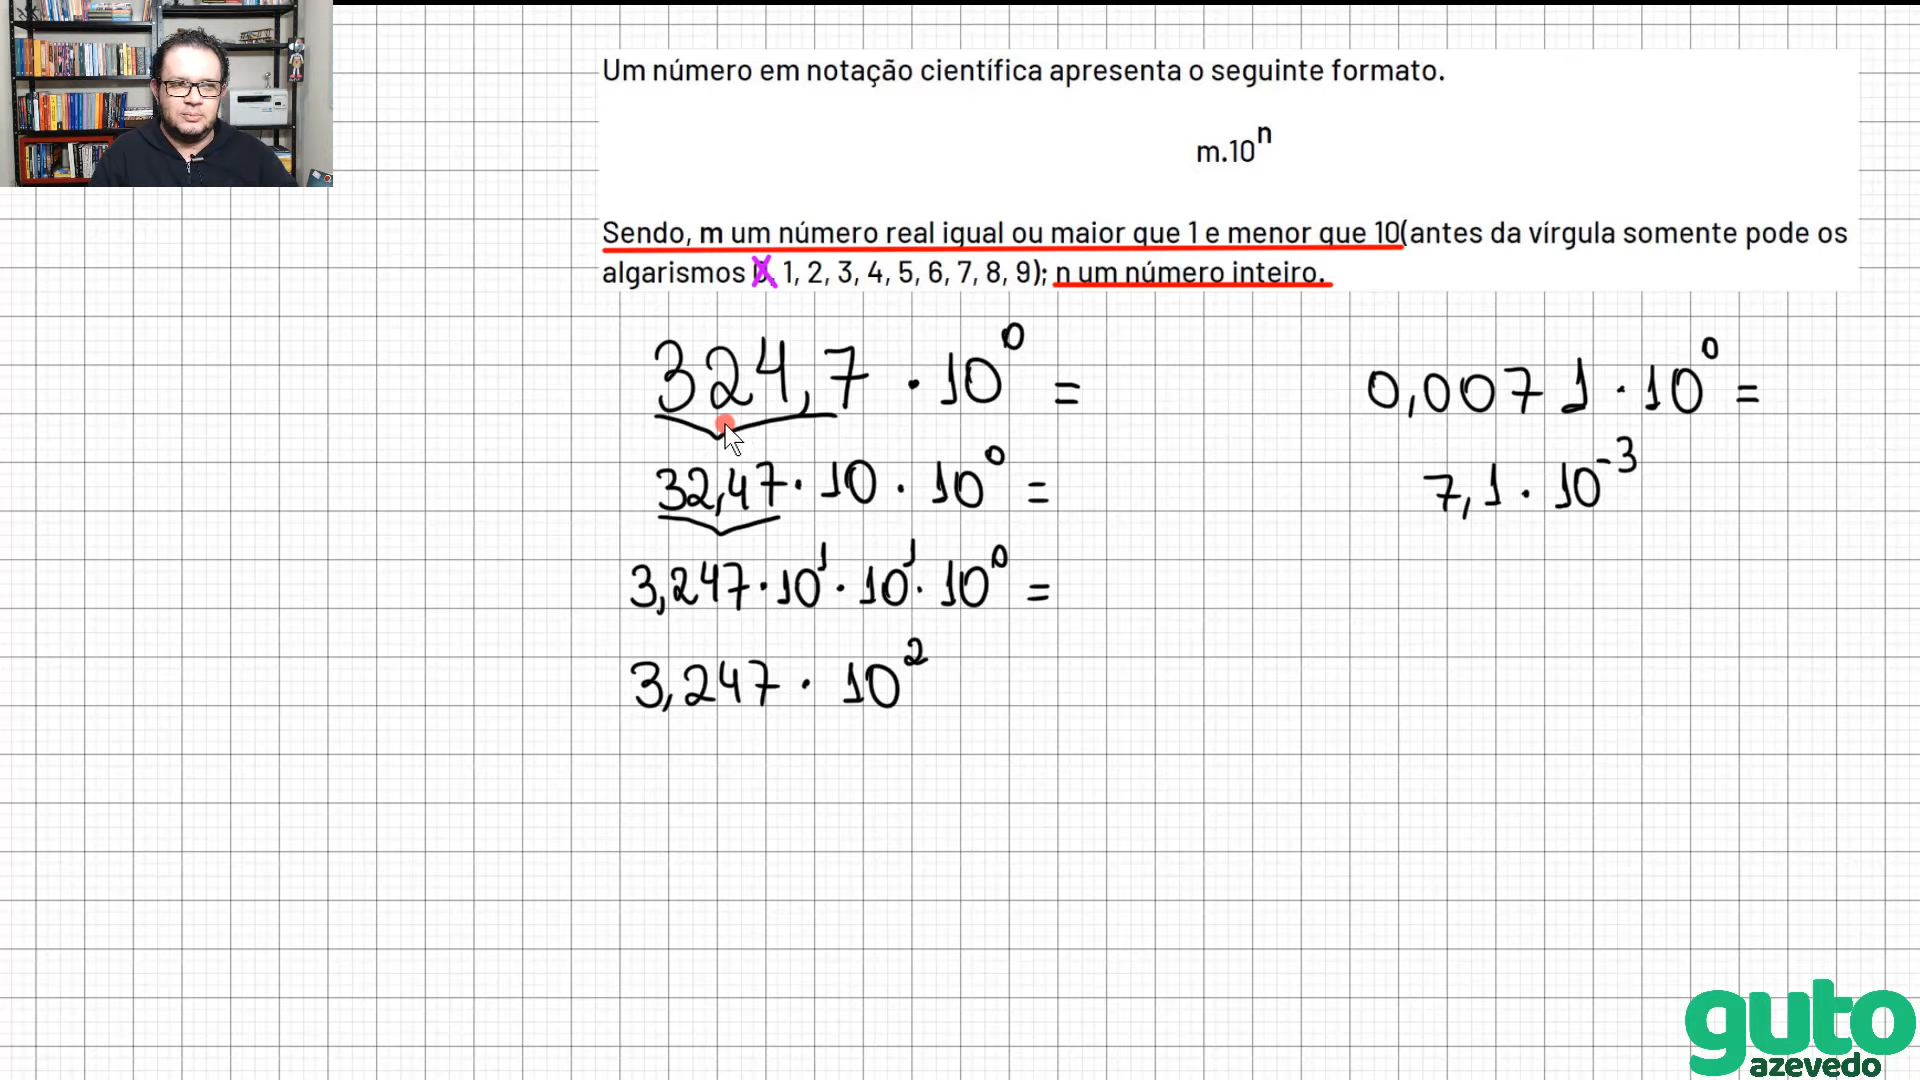 Um número em notação científica apresenta o seguinte formato.
m.10ⁿ
Sendo, m um número real igual ou maior que 1 e menor que 10(antes da vírgula somente pode os
algarismos 1, 2, 3, 4, 5, 6, 7, 8, 9); n um número inteiro.
324,7 · 10⁰ =
32,47 · 10 · 10⁰ =
3,247 · 10¹ · 10¹ · 10⁰ =
3,247 · 10²
0,0071 · 10⁰ =
7,1 · 10⁻³
guto
azevedo